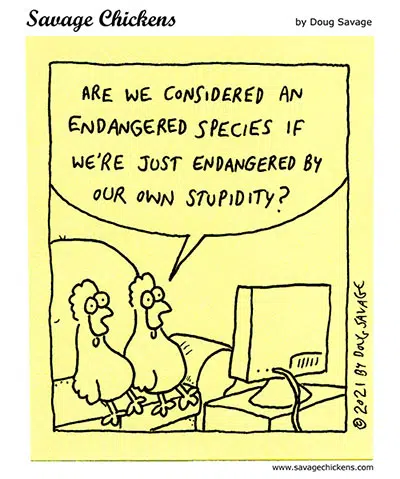 Savage Chickens
by Doug Savage
ARE WE CONSIDERED AN
ENDANGERED SPECIES IF
WE'RE JUST ENDANGERED BY
OUR OWN STUPIDITY?
© 2021 BY DOUG SAVAGE
www.savagechickens.com